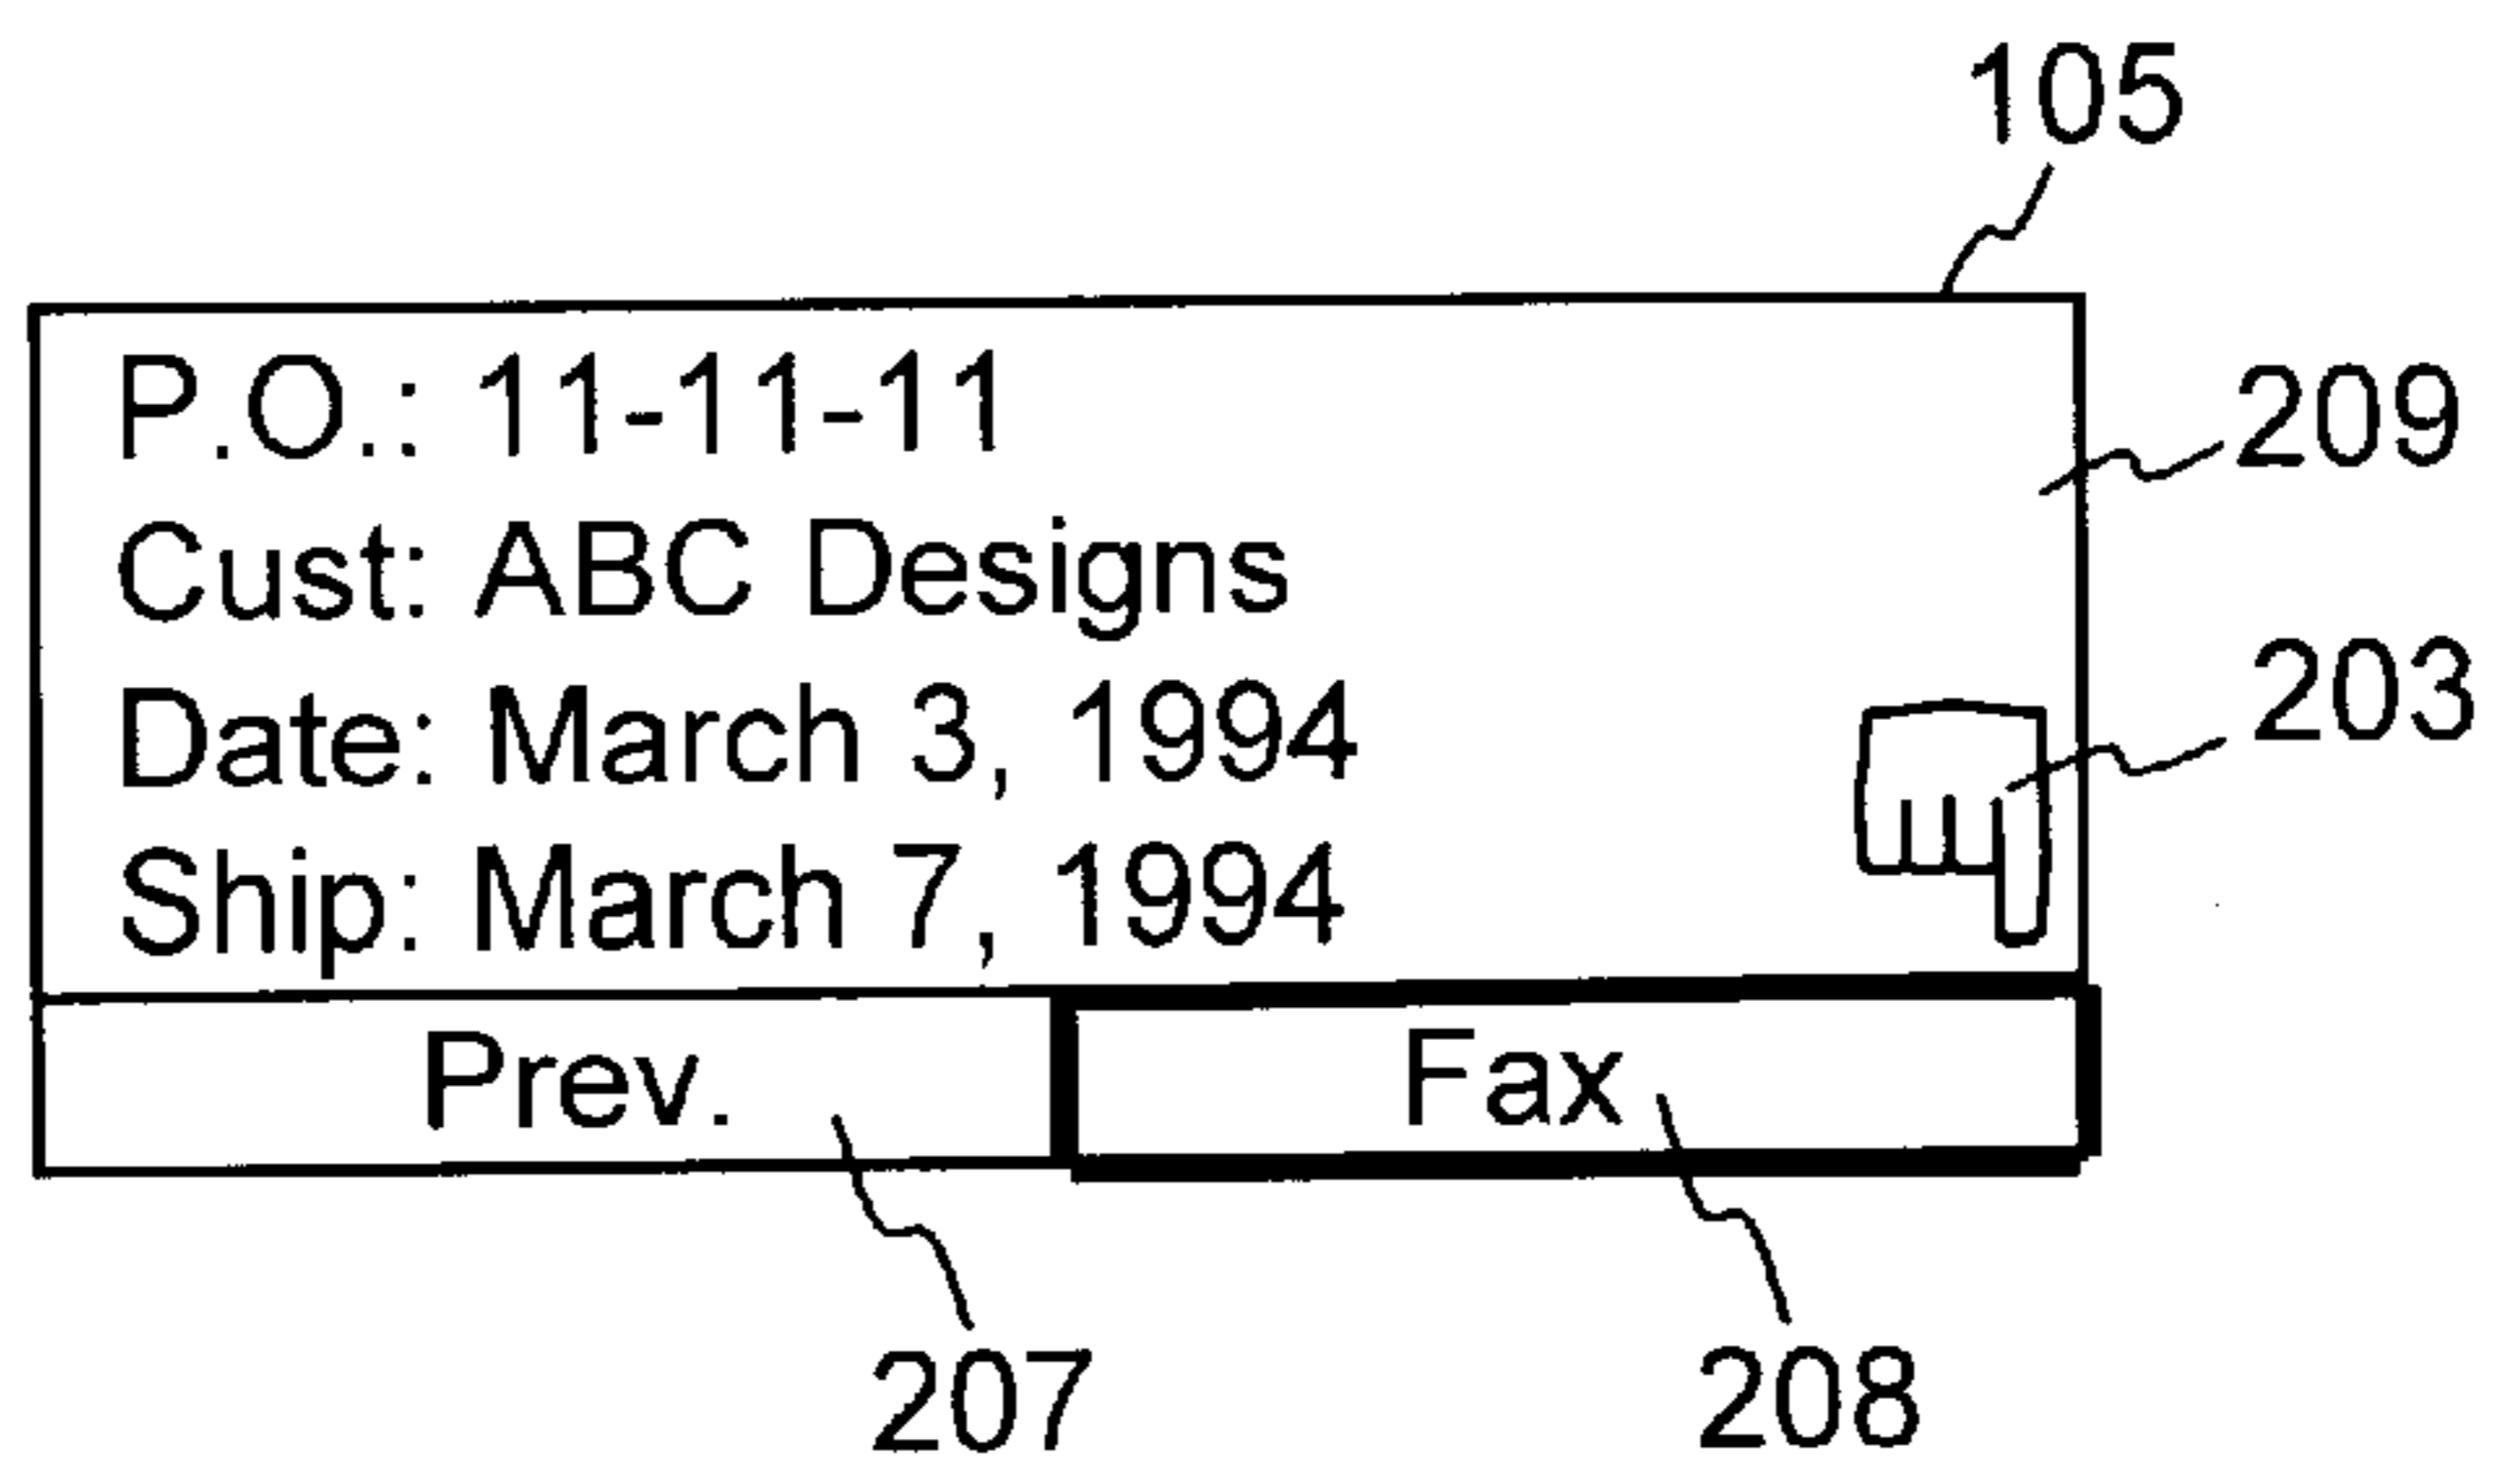 105
P.O.: 11-11-11
209
Cust: ABC Designs
203
Date: March 3, 1994
Ship: March 7, 1994
Prev. Fax
207 208